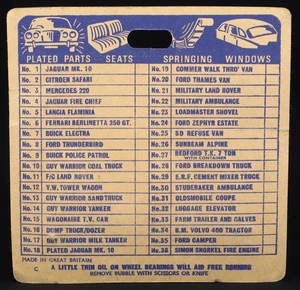 PLATED PARTS SEATS SPRINGING WINDOWS
No. 1 JAGUAR MK. 10
No. 2 CITROEN SAFARI
No. 3 MERCEDES 220
No. 4 JAGUAR FIRE CHIEF
No. 5 LANCIA FLAMINIA
No. 6 FERRARI BERLINETTA 250 GT.
No. 7 BUICK ELECTRA
No. 8 FORD THUNDERBIRD
No. 9 BUICK POLICE PATROL
No. 10 GUY WARRIOR COAL TRUCK
No. 11 F/C LAND ROVER
No. 12 V.W. TOWER WAGON
No. 13 GUY WARRIOR SANDTRUCK
No. 14 GUY WARRIOR TANKER
No. 15 WAGONAIRE T.V. CAR
No. 16 DUMP TRUCK/DOZER
No. 17 GUY WARRIOR MILK TANKER
No. 18 PLATED JAGUAR MK. 10
No. 19 COMMER WALK THRO' VAN
No. 20 FORD THAMES VAN
No. 21 MILITARY LAND ROVER
No. 22 MILITARY AMBULANCE
No. 23 LOADMASTER SHOVEL
No. 24 FORD ZEPHYR ESTATE
No. 25 SD REFUSE VAN
No. 26 SUNBEAM ALPINE
No. 27 BEDFORD T.K. 7 TON
WITH CONTAINER
No. 28 FORD BREAKDOWN TRUCK
No. 29 E.R.F. CEMENT MIXER TRUCK
No. 30 STUDEBAKER AMBULANCE
No. 31 OLDSMOBILE COUPE
No. 32 LUGGAGE ELEVATOR
No. 33 FARM TRAILER AND CALVES
No. 34 B.M. VOLVO 400 TRACTOR
No. 35 FORD CAMPER
No. 36 SIMON SNORKEL FIRE ENGINE
MADE IN GREAT BRITAIN
C. A LITTLE THIN OIL ON WHEEL BEARINGS WILL AID FREE RUNNING
REMOVE BUBBLE WITH SCISSORS OR KNIFE